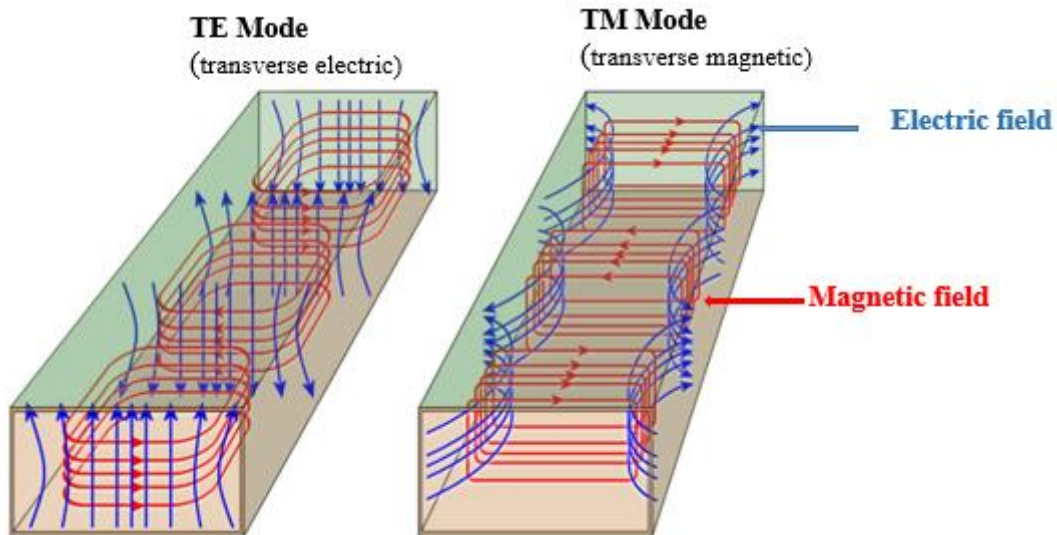 TE Mode
(transverse electric)
TM Mode
(transverse magnetic)
Electric field
Magnetic field